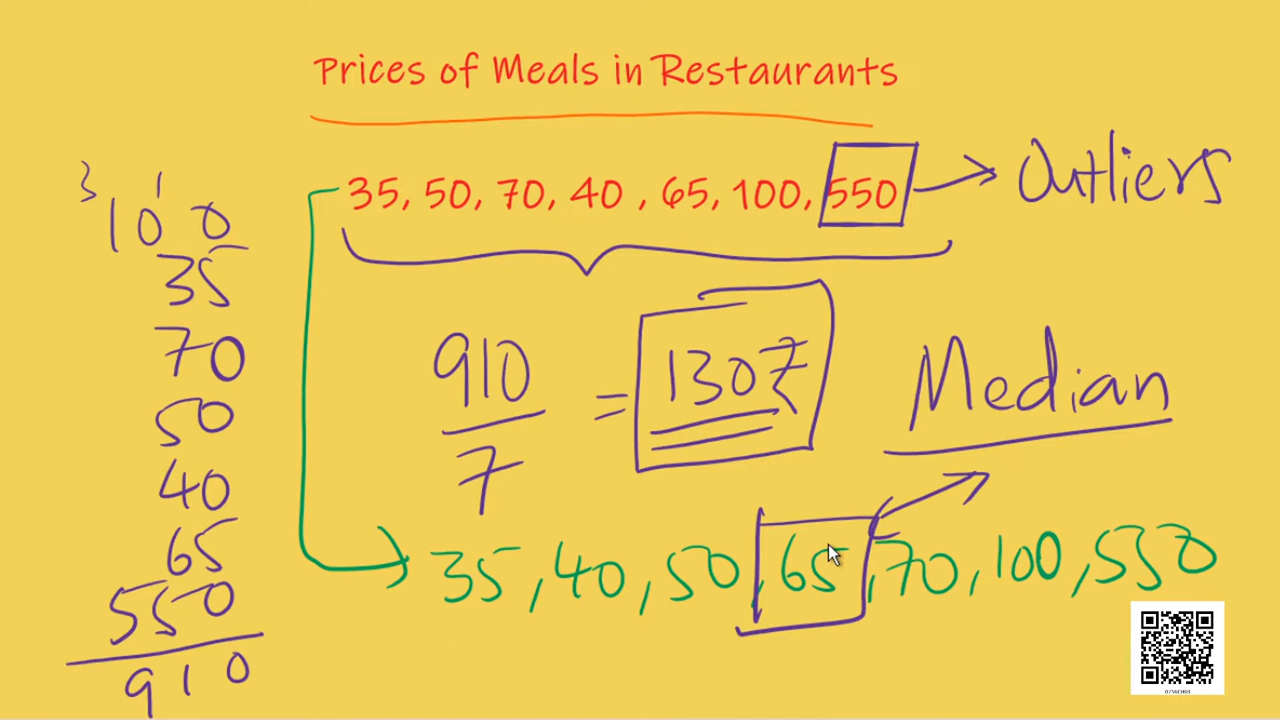 Prices of Meals in Restaurants
35, 50, 70, 40 , 65, 100, 550
Outliers
3 1
100
35
70
50
40
65
550
910
910
7
= 130₹
Median
35, 40, 50, 65, 70, 100, 550
0756CH01